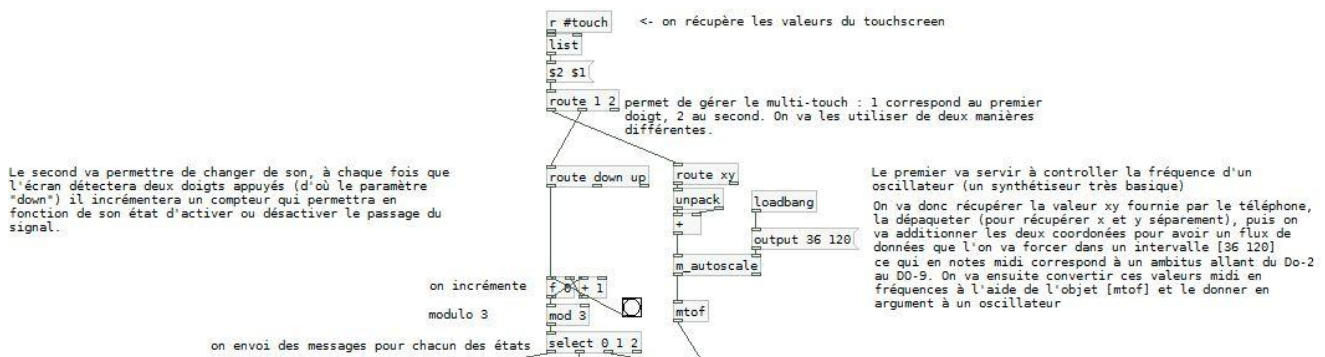 r #touch
<- on récupère les valeurs du touchscreen
list
$2 $1
route 1 2
permet de gérer le multi-touch : 1 correspond au premier
doigt, 2 au second. On va les utiliser de deux manières
différentes.
Le second va permettre de changer de son, à chaque fois que
l'écran détectera deux doigts appuyés (d'où le paramètre
"down") il incrémentera un compteur qui permettra en
fonction de son état d'activer ou désactiver le passage du
signal.
route down up
route xy
unpack
+
loadbang
output 36 120
m_autoscale
mtof
Le premier va servir à controller la fréquence d'un
oscillateur (un synthétiseur très basique)
On va donc récupérer la valeur xy fournie par le téléphone,
la dépaqueter (pour récupérer x et y séparement), puis on
va additionner les deux coordonées pour avoir un flux de
données que l'on va forcer dans un intervalle [36 120]
ce qui en notes midi correspond à un ambitus allant du Do-2
au DO-9. On va ensuite convertir ces valeurs midi en
fréquences à l'aide de l'objet [mtof] et le donner en
argument à un oscillateur
on incrémente
f 0
+ 1
modulo 3
mod 3
on envoi des messages pour chacun des états
select 0 1 2